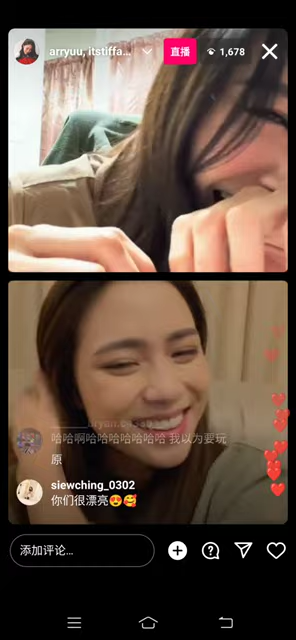 arryuu, itstiffa...
直播
1,678
哈哈啊哈哈哈哈哈哈哈 我以为要玩
原
siewching_0302
你们很漂亮😍🥰
添加评论...